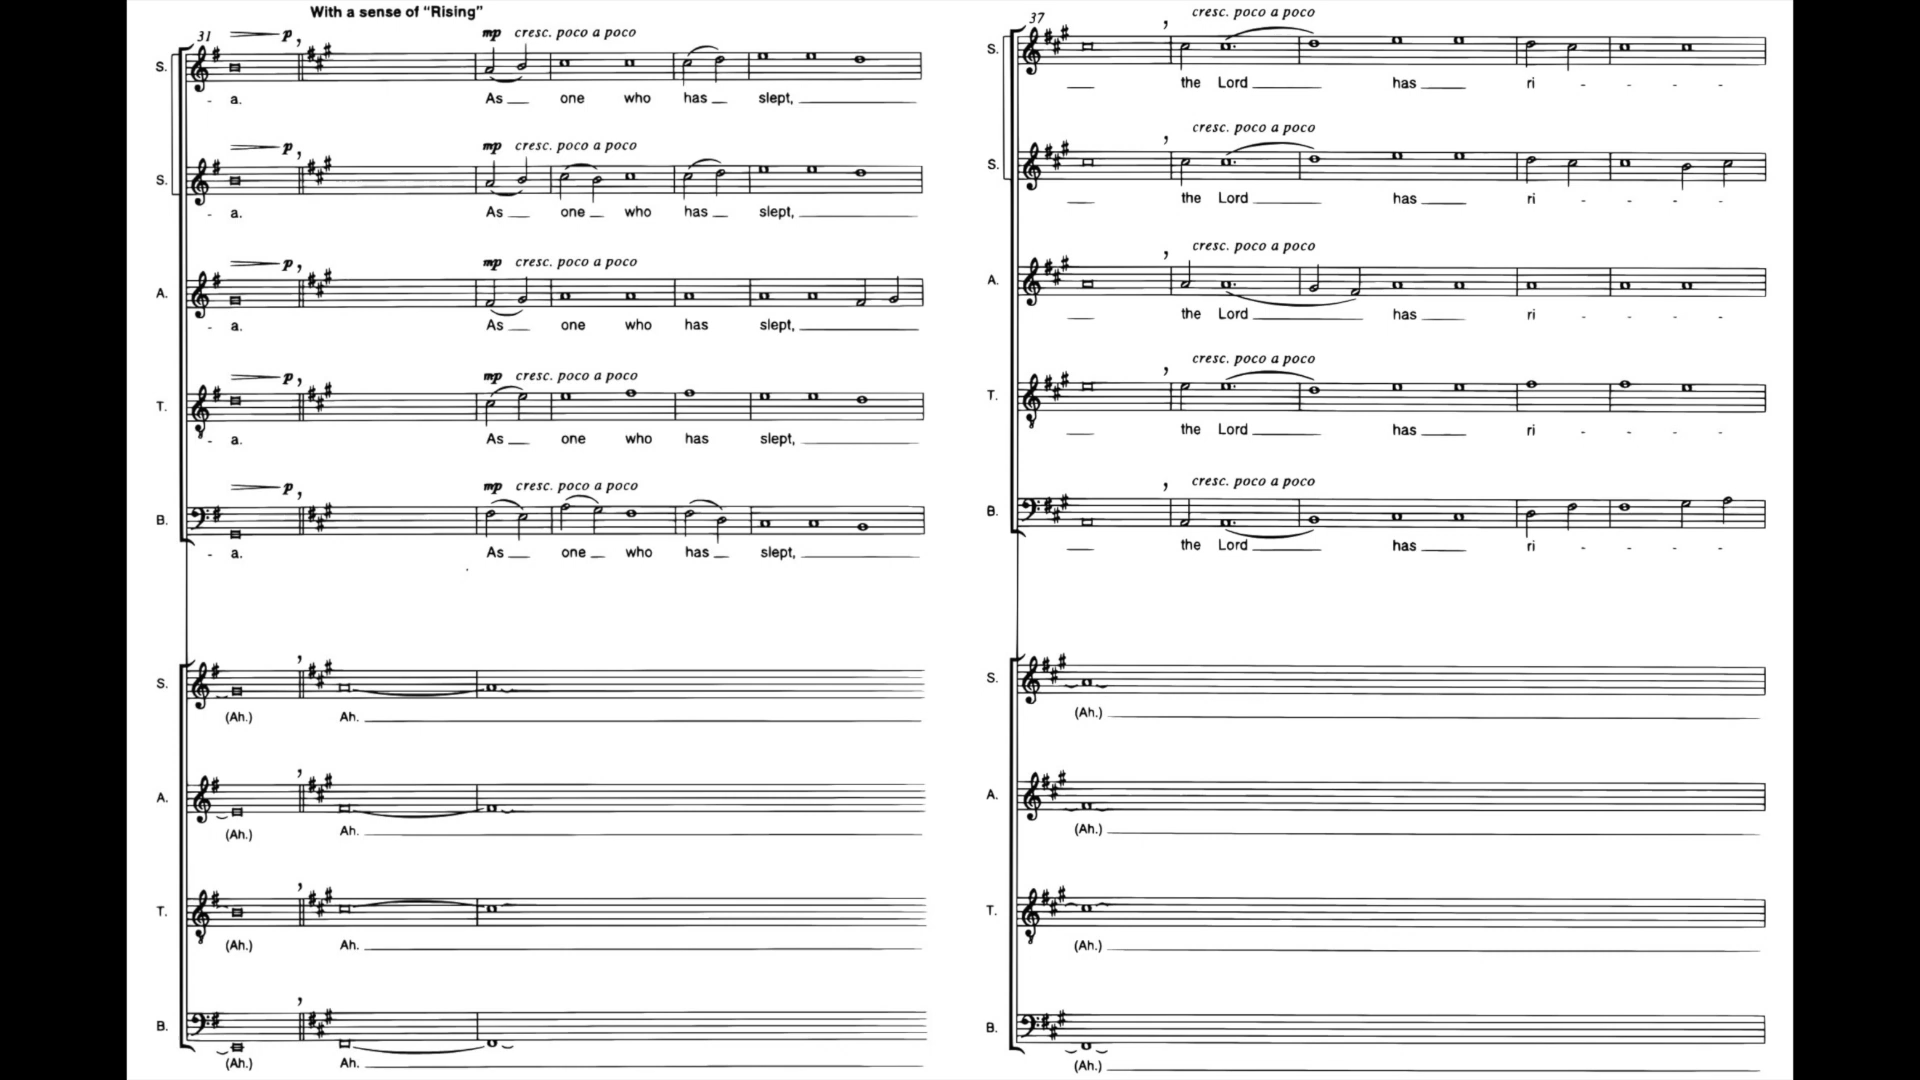 With a sense of "Rising"
31
p , mp cresc. poco a poco
S.
- a. As one who has slept,
p , mp cresc. poco a poco
S.
- a. As one who has slept,
p , mp cresc. poco a poco
A.
- a. As one who has slept,
p , mp cresc. poco a poco
T.
- a. As one who has slept,
p , mp cresc. poco a poco
B.
- a. As one who has slept,
S.
(Ah.) Ah.
A.
(Ah.) Ah.
T.
(Ah.) Ah.
B.
(Ah.) Ah.
37
, cresc. poco a poco
S.
the Lord has ri - - - -
, cresc. poco a poco
S.
the Lord has ri - - - -
, cresc. poco a poco
A.
the Lord has ri - - - -
, cresc. poco a poco
T.
the Lord has ri - - - -
, cresc. poco a poco
B.
the Lord has ri - - - -
S.
(Ah.)
A.
(Ah.)
T.
(Ah.)
B.
(Ah.)